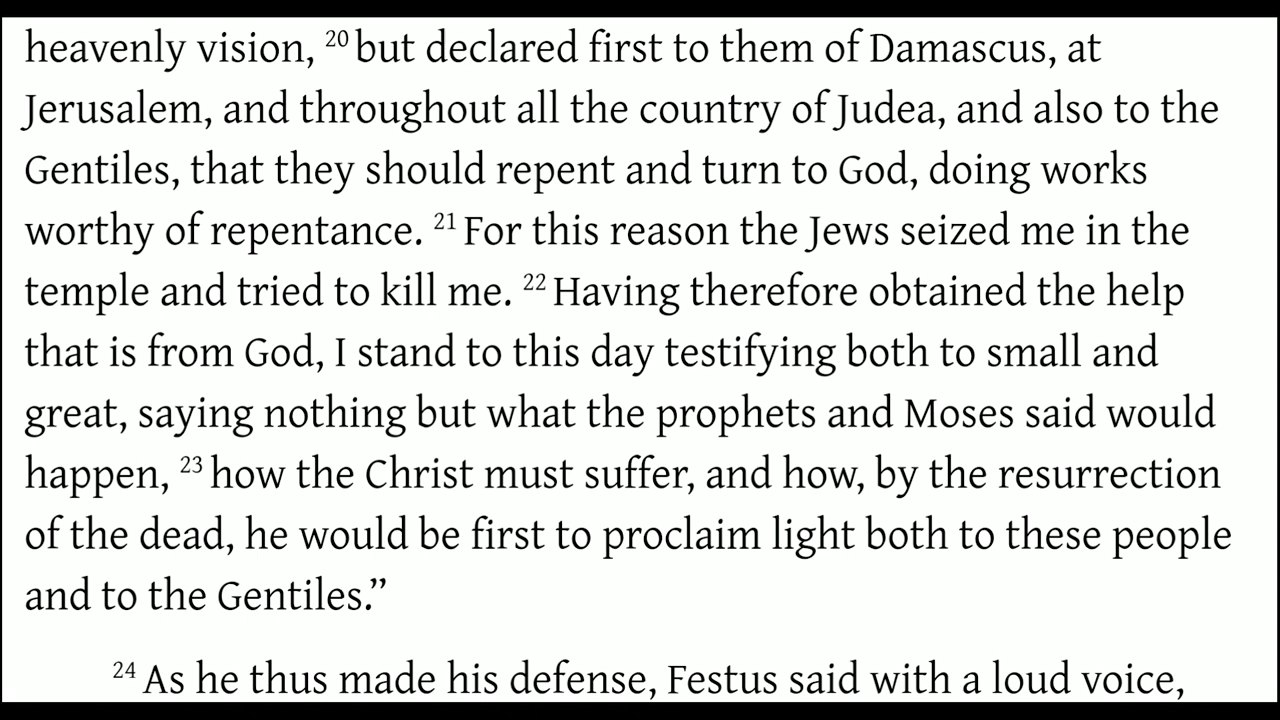 heavenly vision, 20 but declared first to them of Damascus, at
Jerusalem, and throughout all the country of Judea, and also to the
Gentiles, that they should repent and turn to God, doing works
worthy of repentance. 21 For this reason the Jews seized me in the
temple and tried to kill me. 22 Having therefore obtained the help
that is from God, I stand to this day testifying both to small and
great, saying nothing but what the prophets and Moses said would
happen, 23 how the Christ must suffer, and how, by the resurrection
of the dead, he would be first to proclaim light both to these people
and to the Gentiles.”
24 As he thus made his defense, Festus said with a loud voice,